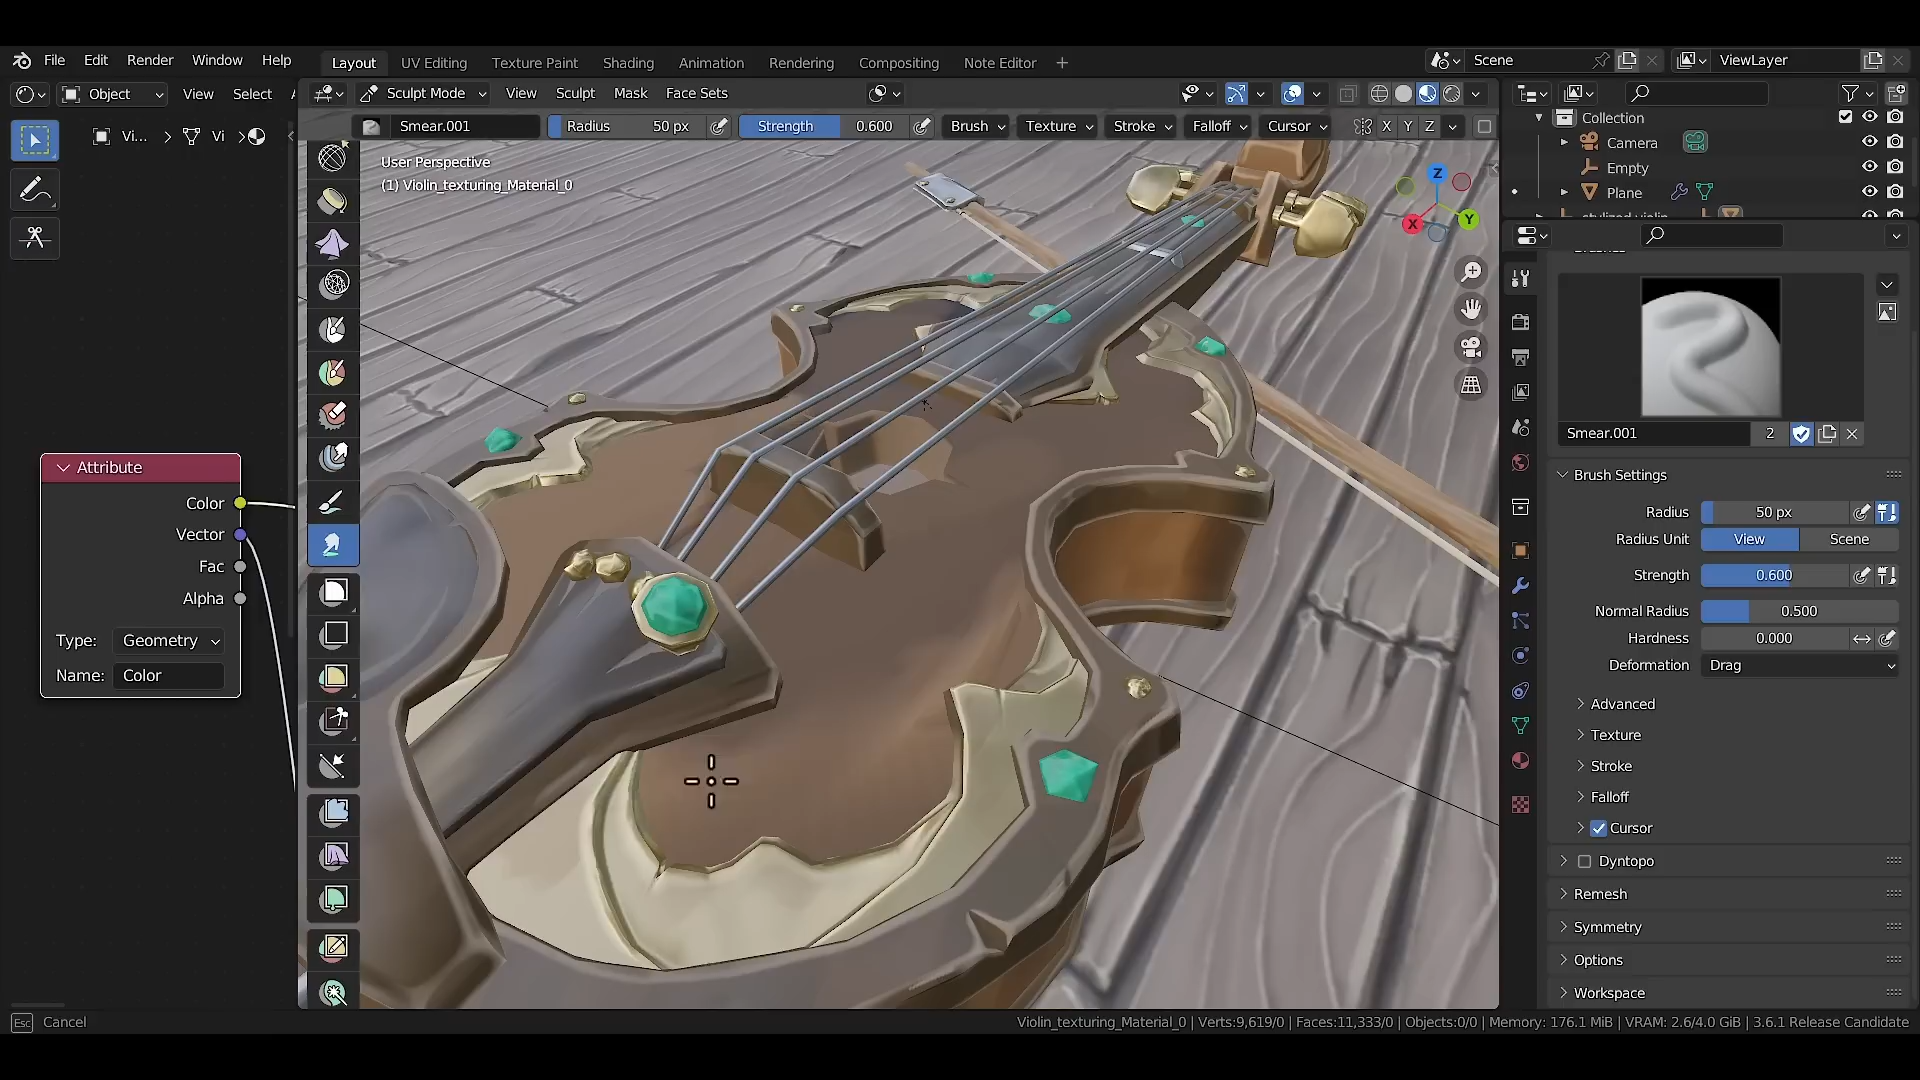 File Edit Render Window Help
Layout UV Editing Texture Paint Shading Animation Rendering Compositing Note Editor +
Scene
ViewLayer
Object View Select
Sculpt Mode View Sculpt Mask Face Sets
Smear.001 Radius 50 px Strength 0.600 Brush Texture Stroke Falloff Cursor X Y Z
Vi... Vi
User Perspective
(1) Violin_texturing_Material_0
Z
X
Y
Collection
Camera
Empty
Plane
stylized violin
Brushes
Smear.001 2
Brush Settings
Radius 50 px
Radius Unit View Scene
Strength 0.600
Normal Radius 0.500
Hardness 0.000
Deformation Drag
Advanced
Texture
Stroke
Falloff
Cursor
Dyntopo
Remesh
Symmetry
Options
Workspace
Attribute
Color
Vector
Fac
Alpha
Type: Geometry
Name: Color
Esc Cancel
Violin_texturing_Material_0 | Verts:9,619/0 | Faces:11,333/0 | Objects:0/0 | Memory: 176.1 MiB | VRAM: 2.6/4.0 GiB | 3.6.1 Release Candidate